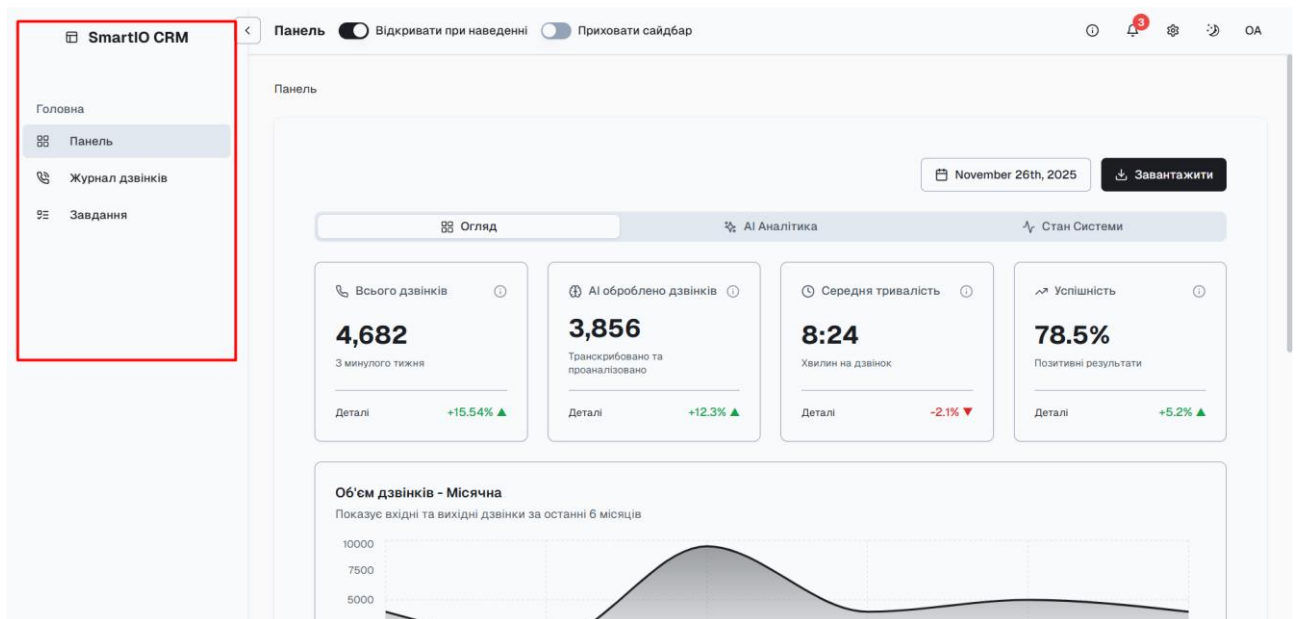 SmartIO CRM
Головна
Панель
Журнал дзвінків
Завдання
Панель Відкривати при наведенні Приховати сайдбар 3 OA
Панель
November 26th, 2025 Завантажити
Огляд AI Аналітика Стан Системи
Всього дзвінків
4,682
З минулого тижня
Деталі +15.54% ▲
AI оброблено дзвінків
3,856
Транскрибовано та
проаналізовано
Деталі +12.3% ▲
Середня тривалість
8:24
Хвилин на дзвінок
Деталі -2.1% ▼
Успішність
78.5%
Позитивні результати
Деталі +5.2% ▲
Об'єм дзвінків - Місячна
Показує вхідні та вихідні дзвінки за останні 6 місяців
10000
7500
5000